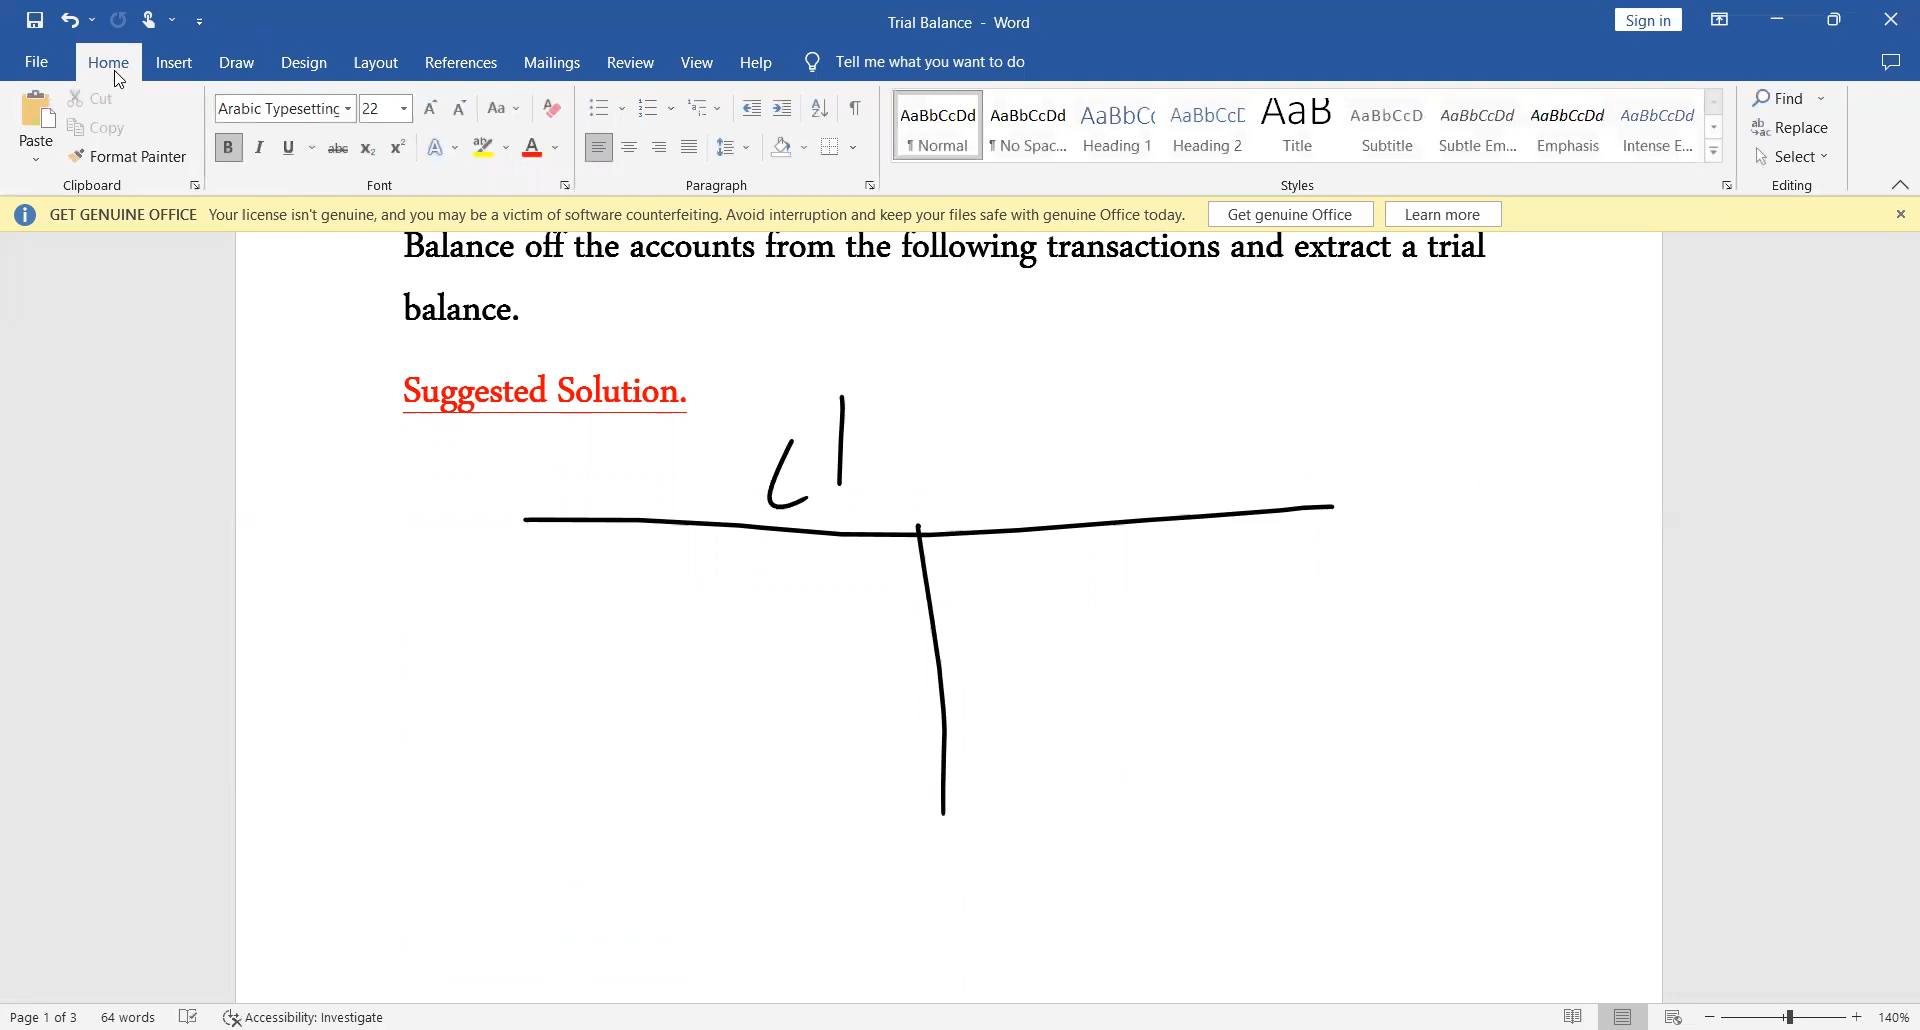 Trial Balance - Word
Sign in
File Home Insert Draw Design Layout References Mailings Review View Help Tell me what you want to do
Paste
Cut
Copy
Format Painter
Clipboard
Arabic Typesetting 22
Font
Paragraph
AaBbCcDd AaBbCcDd AaBbCc AaBbCcC AaB AaBbCcD AaBbCcDd AaBbCcDd AaBbCcDd
¶ Normal ¶ No Spac... Heading 1 Heading 2 Title Subtitle Subtle Em... Emphasis Intense E...
Styles
Find
Replace
Select
Editing
GET GENUINE OFFICE Your license isn't genuine, and you may be a victim of software counterfeiting. Avoid interruption and keep your files safe with genuine Office today. Get genuine Office Learn more
Balance off the accounts from the following transactions and extract a trial
balance.
Suggested Solution.
Page 1 of 3 64 words Accessibility: Investigate 140%